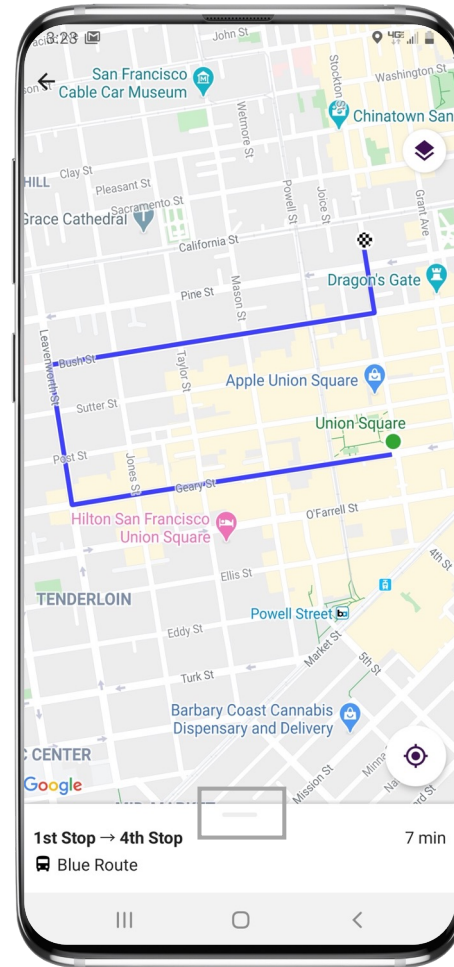 3:23
4G
John St
San Francisco
Cable Car Museum
Stockton St
Washington St
Chinatown San
Wetmore St
HILL
Clay St
Pleasant St
Sacramento St
Grace Cathedral
Powell St
Joice St
Grant Ave
California St
Dragon's Gate
Pine St
Mason St
Leavenworth St
Bush St
Taylor St
Apple Union Square
Sutter St
Union Square
Post St
Jones St
Geary St
O'Farrell St
Hilton San Francisco
Union Square
4th St
Ellis St
TENDERLOIN
Powell Street
Eddy St
Market St
5th St
Turk St
Barbary Coast Cannabis
Dispensary and Delivery
CENTER
Mission St
Minna
Google
1st Stop → 4th Stop
7 min
Blue Route